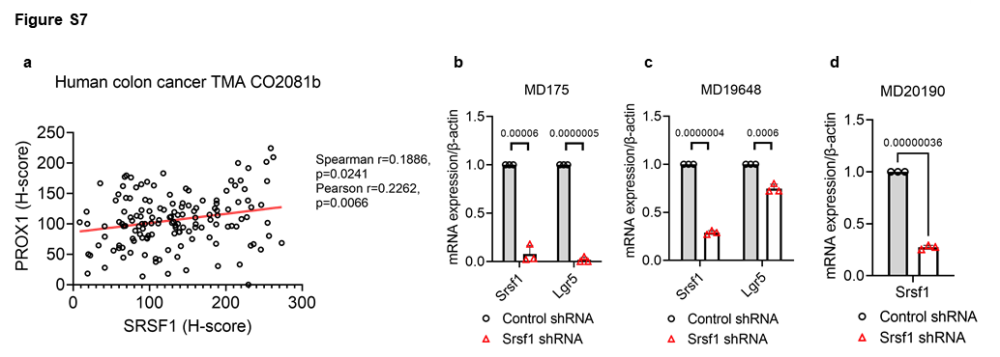 Figure S7
a
Human colon cancer TMA CO2081b
250
200
150
100
50
0
PROX1 (H-score)
0
100
200
300
SRSF1 (H-score)
Spearman r=0.1886,
p=0.0241
Pearson r=0.2262,
p=0.0066
b
MD175
mRNA expression/β-actin
1.5
1.0
0.5
0.0
0.00006
0.0000005
Srsf1
Lgr5
Control shRNA
Srsf1 shRNA
c
MD19648
mRNA expression/β-actin
1.5
1.0
0.5
0.0
0.0000004
0.0006
Srsf1
Lgr5
Control shRNA
Srsf1 shRNA
d
MD20190
mRNA expression/β-actin
1.5
1.0
0.5
0.0
0.00000036
Srsf1
Control shRNA
Srsf1 shRNA